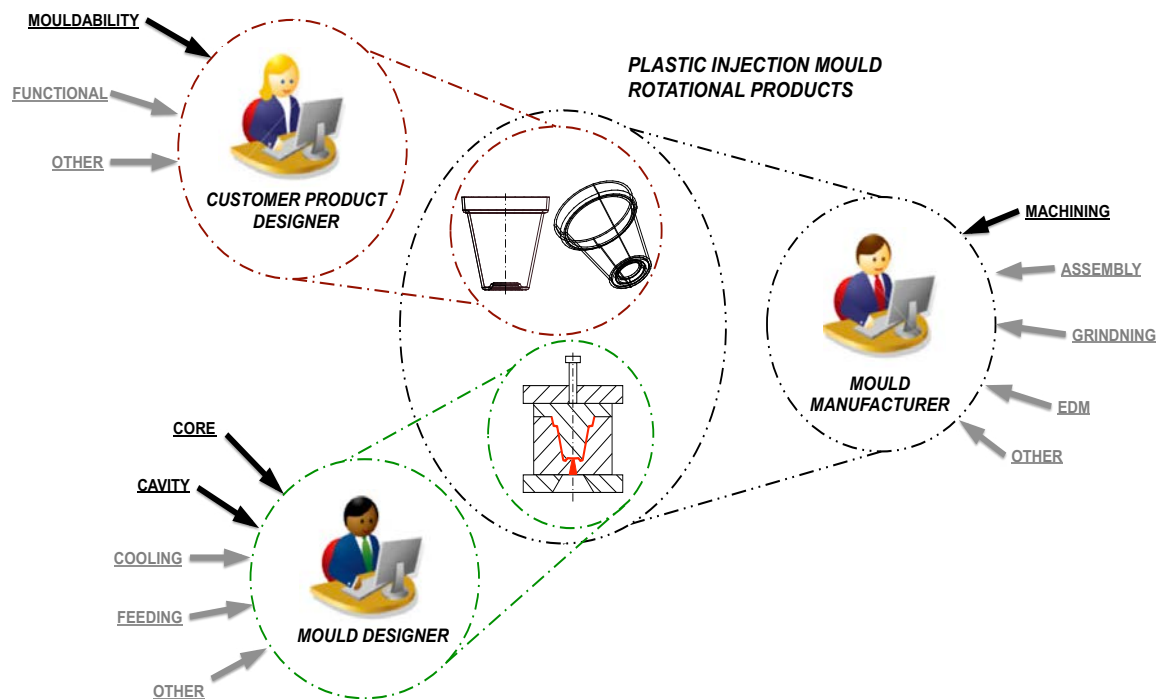 MOULDABILITY
FUNCTIONAL
OTHER
CUSTOMER PRODUCT
DESIGNER
PLASTIC INJECTION MOULD
ROTATIONAL PRODUCTS
MACHINING
ASSEMBLY
GRINDNING
EDM
OTHER
MOULD
MANUFACTURER
CORE
CAVITY
COOLING
FEEDING
OTHER
MOULD DESIGNER